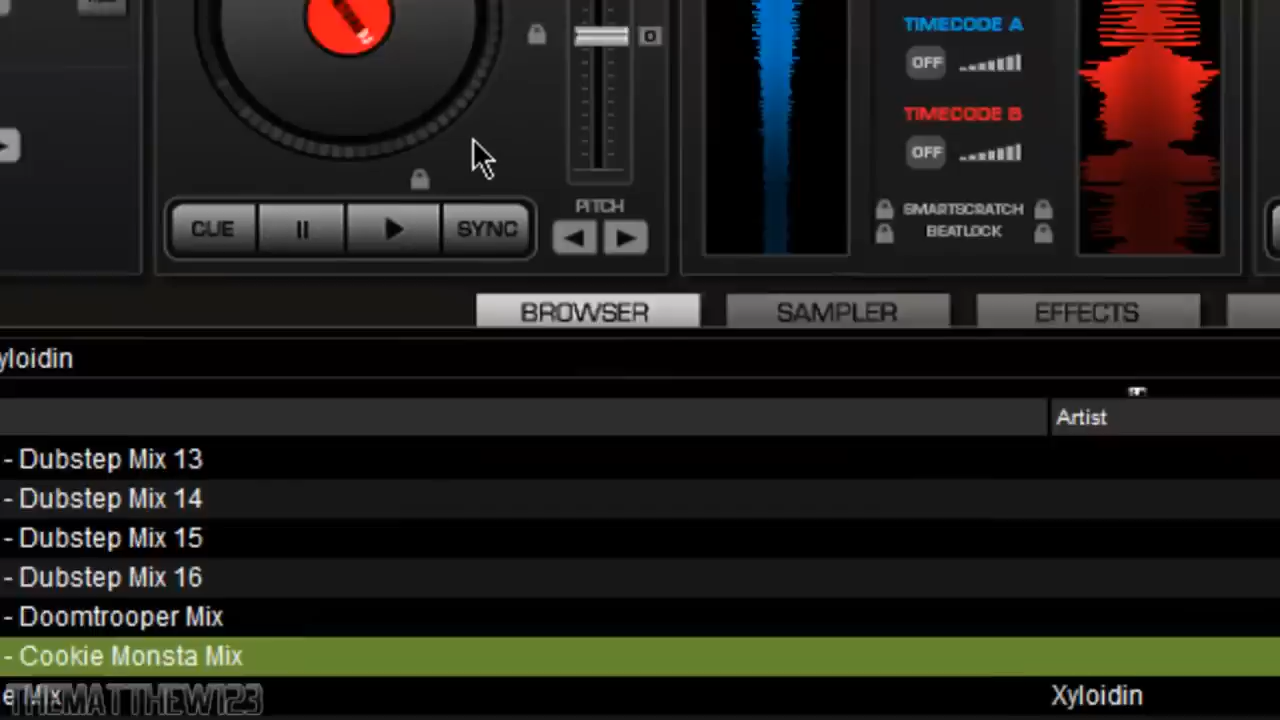 TIMECODE A
OFF
TIMECODE B
OFF
SMARTSCRATCH
BEATLOCK
CUE
SYNC
PITCH
BROWSER
SAMPLER
EFFECTS
yloidin
Artist
- Dubstep Mix 13
- Dubstep Mix 14
- Dubstep Mix 15
- Dubstep Mix 16
- Doomtrooper Mix
- Cookie Monsta Mix
e Mix
Xyloidin
THEMATTHEW123